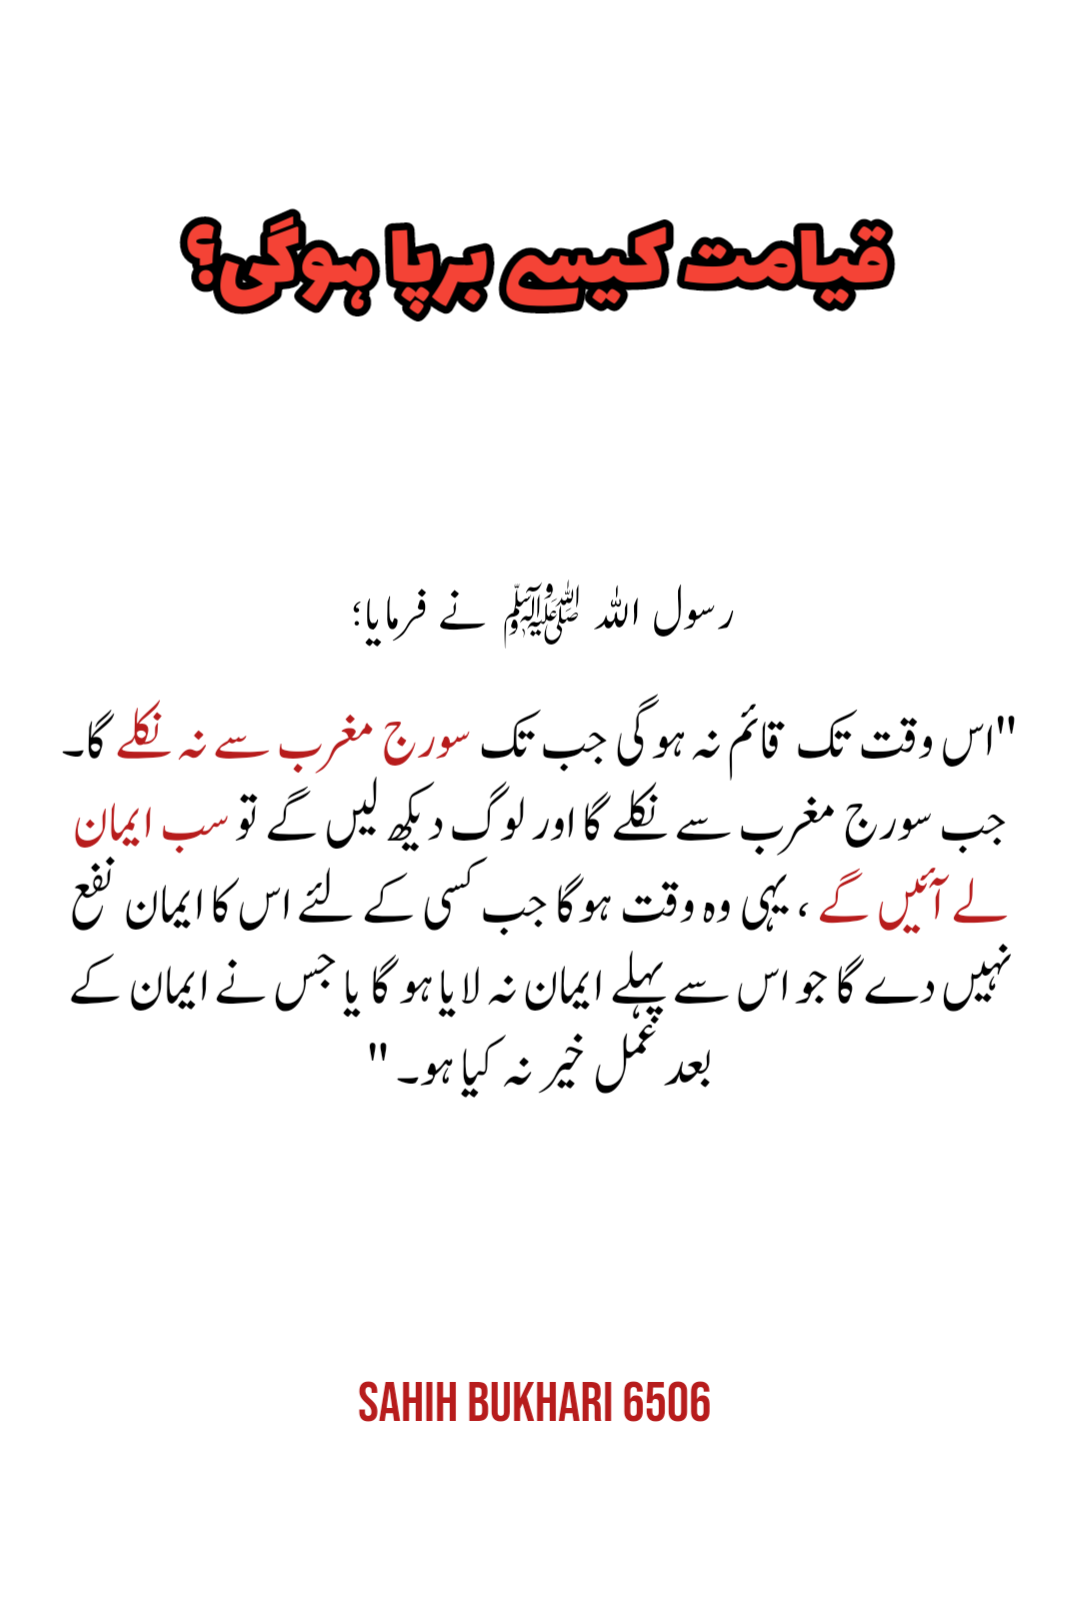 قیامت کیسے برپا ہوگی؟
رسول اللہ ﷺ نے فرمایا؛
"اس وقت تک قائم نہ ہوگی جب تک سورج مغرب سے نہ نکلے گا۔
جب سورج مغرب سے نکلے گا اور لوگ دیکھ لیں گے تو سب ایمان
لے آئیں گے ، یہی وہ وقت ہوگا جب کسی کے لئے اس کا ایمان نفع
نہیں دے گا جو اس سے پہلے ایمان نہ لایا ہو گا یا جس نے ایمان کے
بعد عمل خیر نہ کیا ہو۔ "
SAHIH BUKHARI 6506